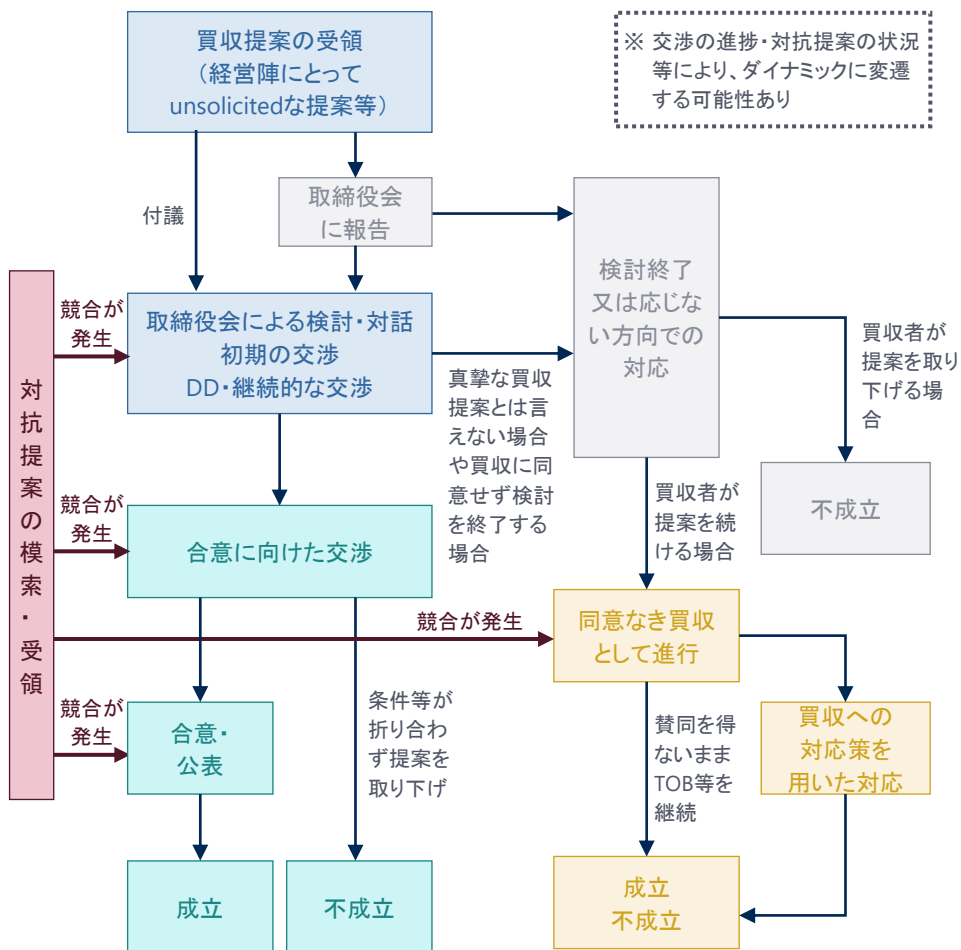 買収提案の受領
（経営陣にとって
unsolicitedな提案等）
※ 交渉の進捗・対抗提案の状況
等により、ダイナミックに変遷
する可能性あり
付議
取締役会
に報告
検討終了
又は応じな
い方向での
対応
競合が
発生
取締役会による検討・対話
初期の交渉
DD・継続的な交渉
真摯な買収
提案とは言
えない場合
や買収に同
意せず検討
を終了する
場合
買収者が
提案を取り
下げる場
合
対抗提案の模索・受領
競合が
発生
合意に向けた交渉
買収者が
提案を続
ける場合
不成立
競合が発生
同意なき買収
として進行
競合が
発生
合意・
公表
条件等が
折り合わ
ず提案を
取り下げ
賛同を得
ないまま
TOB等を
継続
買収への
対応策を
用いた対応
成立
不成立
成立
不成立